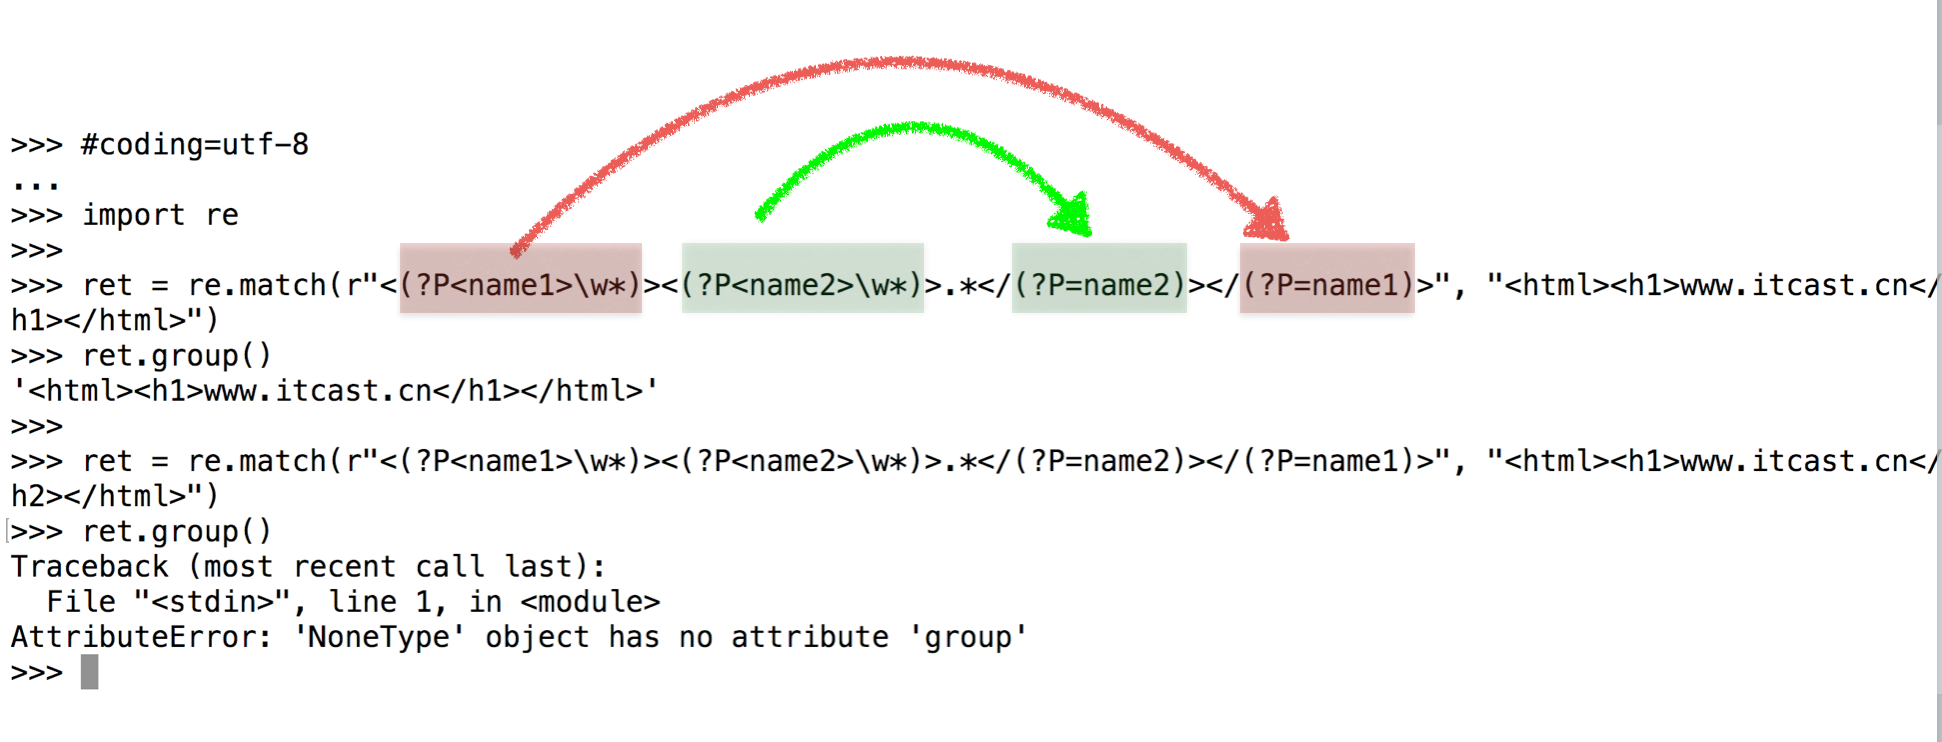 >>> #coding=utf-8
...
>>> import re
>>>
>>> ret = re.match(r"<(?P<name1>\w*)><(?P<name2>\w*)>.*</(?P=name2)></(?P=name1)>", "<html><h1>www.itcast.cn</
h1></html>")
>>> ret.group()
'<html><h1>www.itcast.cn</h1></html>'
>>>
>>> ret = re.match(r"<(?P<name1>\w*)><(?P<name2>\w*)>.*</(?P=name2)></(?P=name1)>", "<html><h1>www.itcast.cn</
h2></html>")
>>> ret.group()
Traceback (most recent call last):
  File "<stdin>", line 1, in <module>
AttributeError: 'NoneType' object has no attribute 'group'
>>>